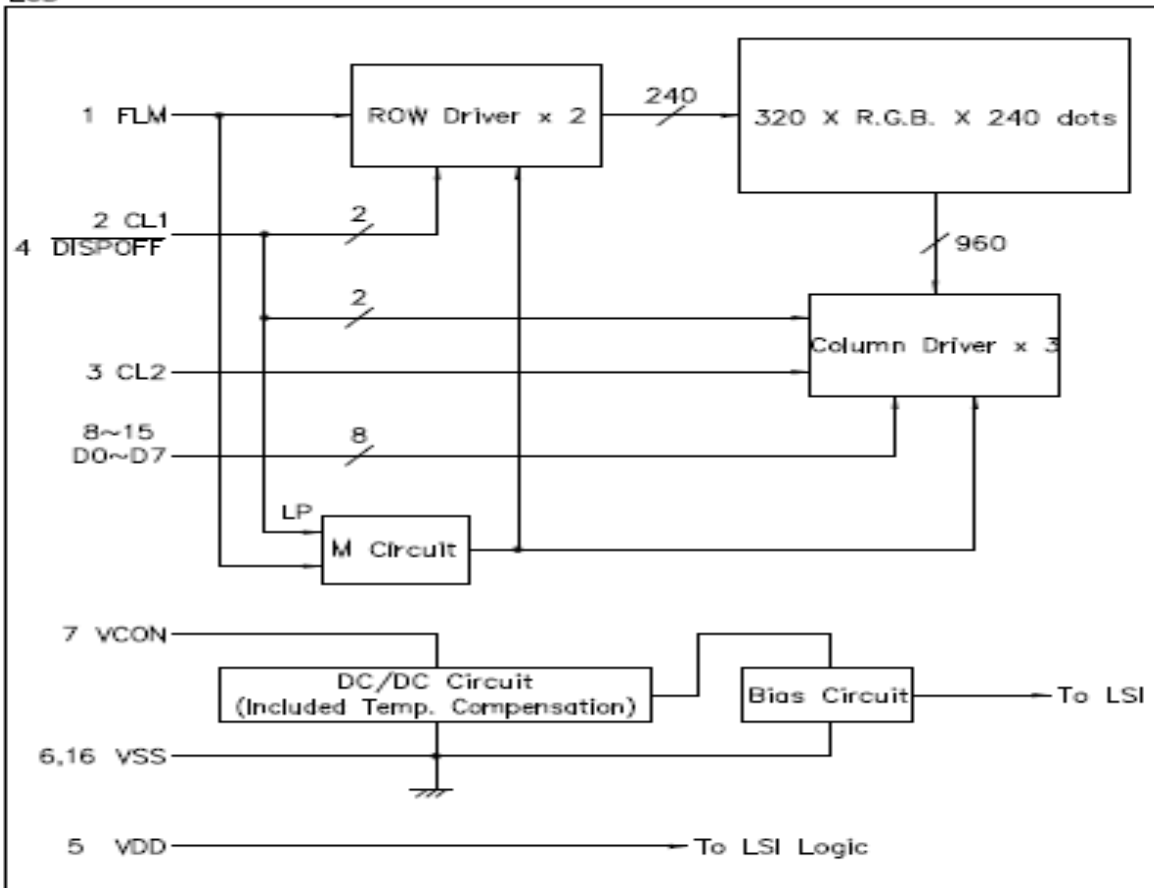 1 FLM
ROW Driver x 2
240
320 X R.G.B. X 240 dots
2 CL1
4 DISPOFF
2
960
2
Column Driver x 3
3 CL2
8~15
D0~D7
8
LP
M Circuit
7 VCON
DC/DC Circuit
(Included Temp. Compensation)
Bias Circuit
To LSI
6,16 VSS
5 VDD
To LSI Logic